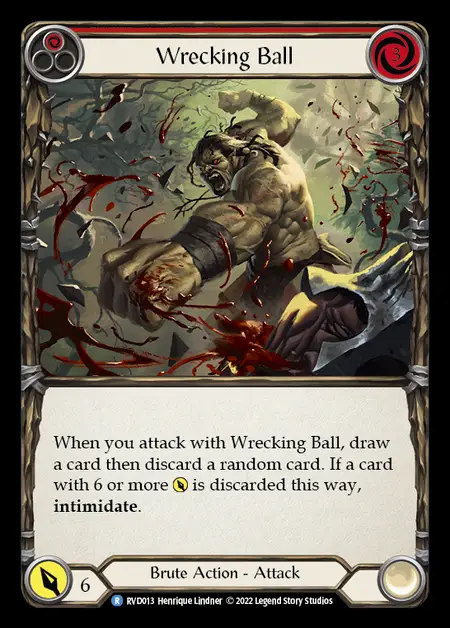 Wrecking Ball
3
When you attack with Wrecking Ball, draw
a card then discard a random card. If a card
with 6 or more is discarded this way,
intimidate.
6
Brute Action - Attack
R RVD013 Henrique Lindner © 2022 Legend Story Studios